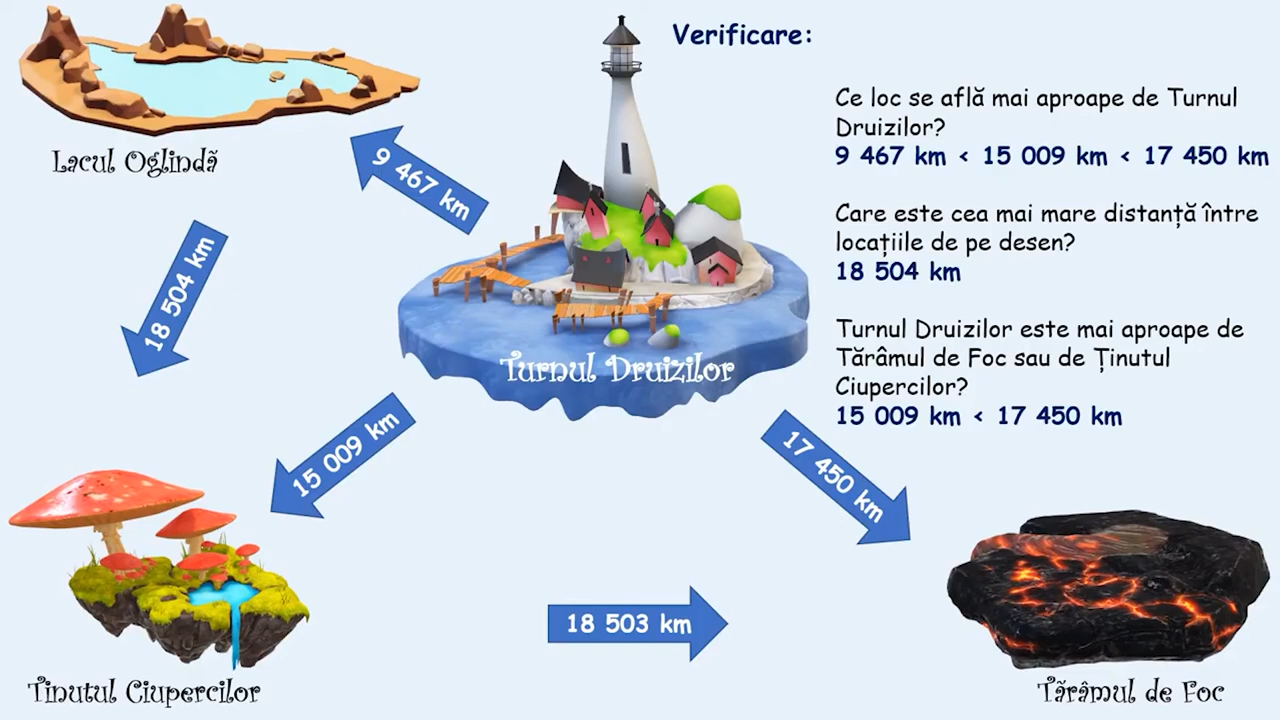 Verificare:
Ce loc se află mai aproape de Turnul
Druizilor?
9 467 km < 15 009 km < 17 450 km
Care este cea mai mare distanță între
locațiile de pe desen?
18 504 km
Turnul Druizilor este mai aproape de
Tărâmul de Foc sau de Ținutul
Ciupercilor?
15 009 km < 17 450 km
Lacul Oglindă
9 467 km
18 504 km
Turnul Druizilor
15 009 km
17 450 km
18 503 km
Tinutul Ciupercilor
Tărâmul de Foc